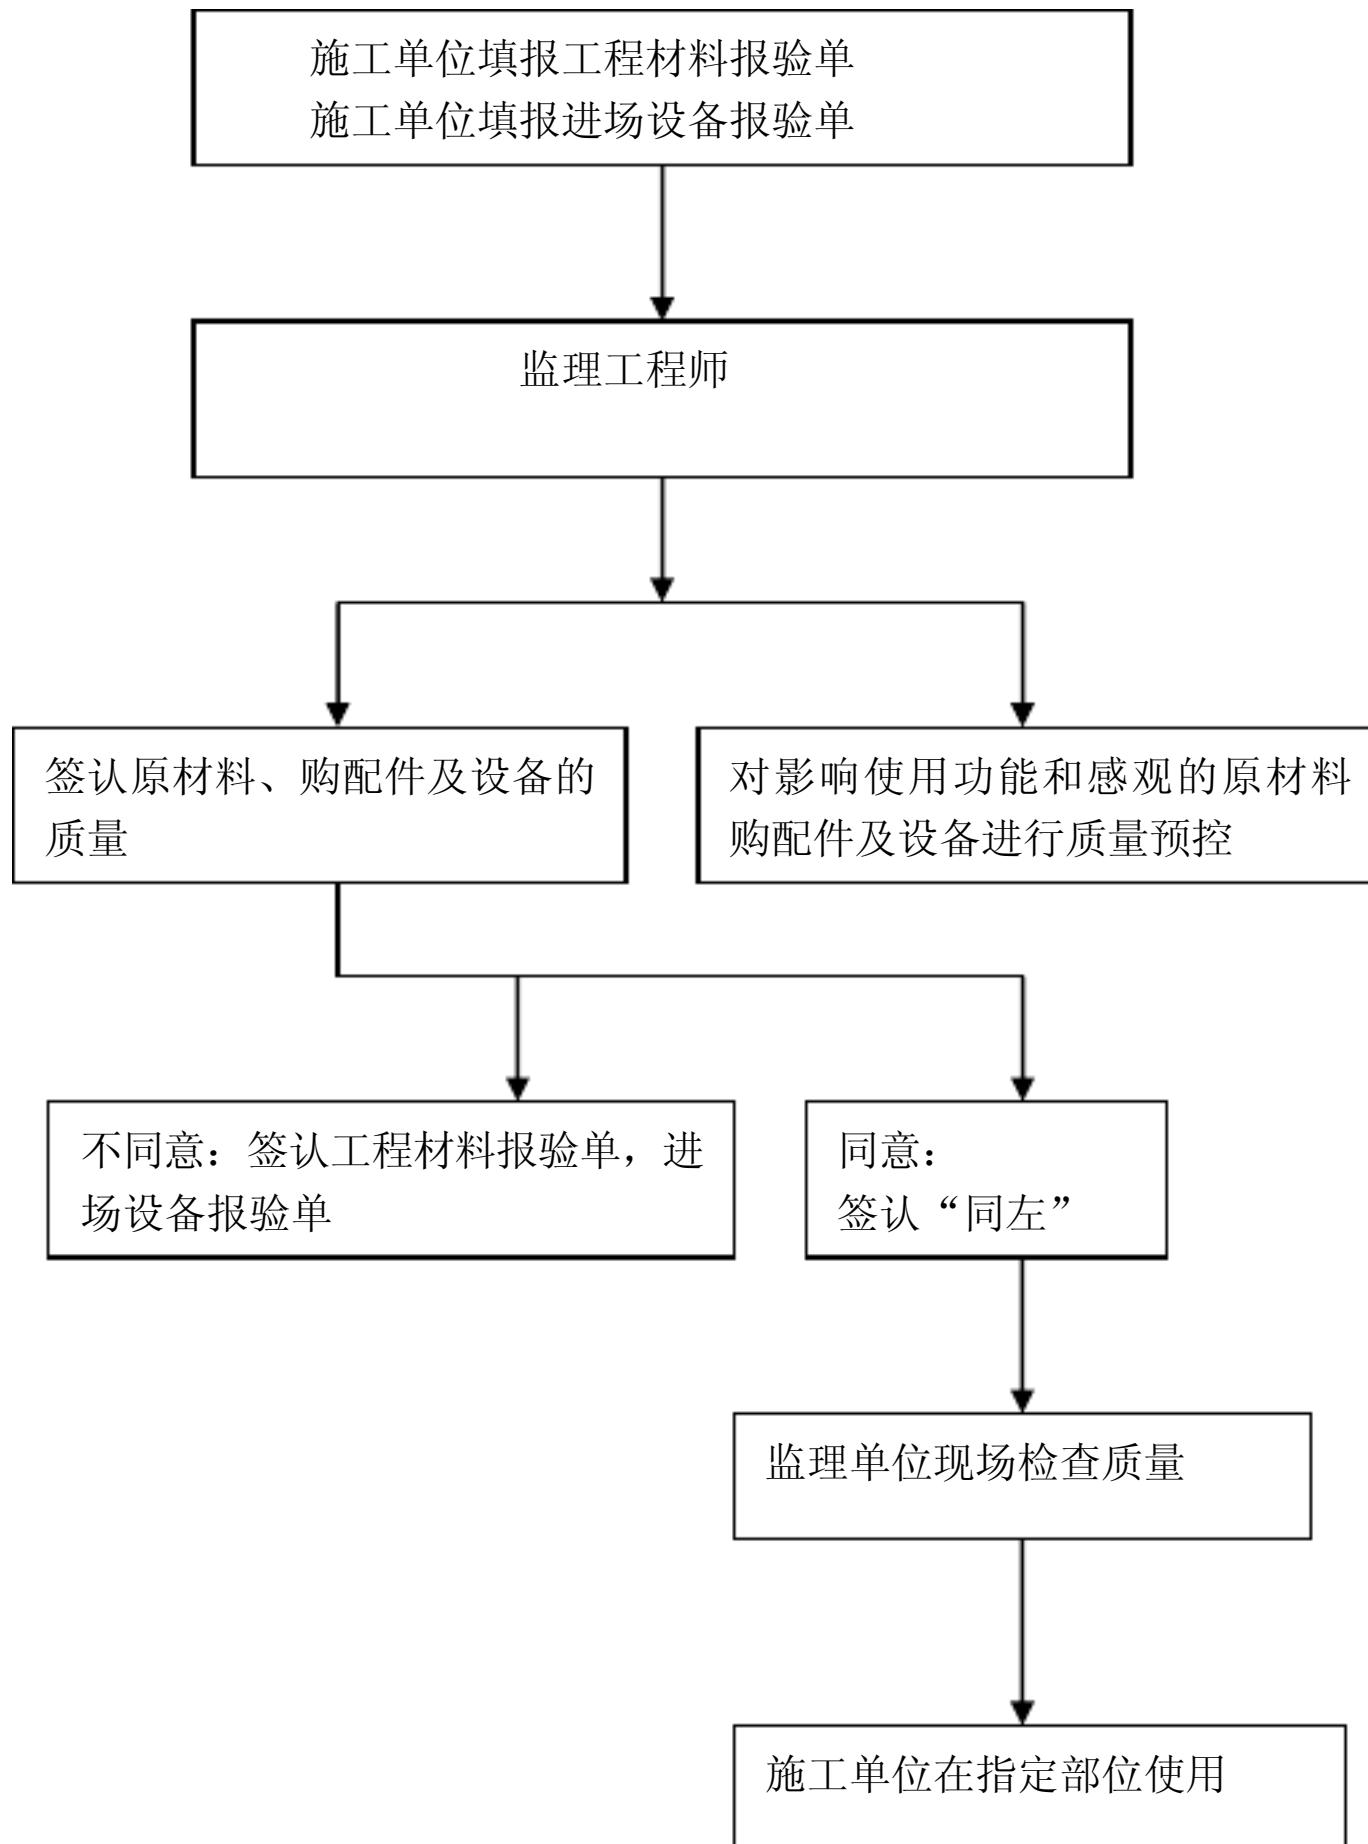 施工单位填报工程材料报验单
施工单位填报进场设备报验单
监理工程师
签认原材料、购配件及设备的
质量
对影响使用功能和感观的原材料
购配件及设备进行质量预控
不同意：签认工程材料报验单，进
场设备报验单
同意：
签认“同左”
监理单位现场检查质量
施工单位在指定部位使用